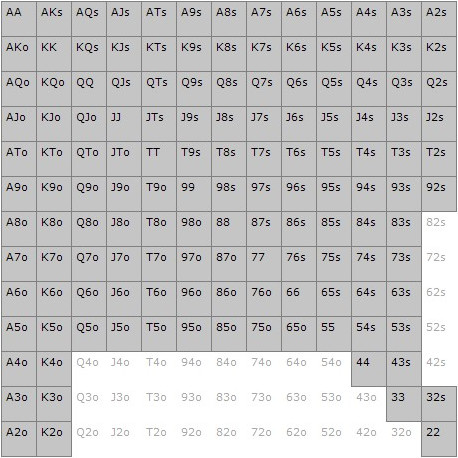 AA AKs AQs AJs ATs A9s A8s A7s A6s A5s A4s A3s A2s
AKo KK KQs KJs KTs K9s K8s K7s K6s K5s K4s K3s K2s
AQo KQo QQ QJs QTs Q9s Q8s Q7s Q6s Q5s Q4s Q3s Q2s
AJo KJo QJo JJ JTs J9s J8s J7s J6s J5s J4s J3s J2s
ATo KTo QTo JTo TT T9s T8s T7s T6s T5s T4s T3s T2s
A9o K9o Q9o J9o T9o 99 98s 97s 96s 95s 94s 93s 92s
A8o K8o Q8o J8o T8o 98o 88 87s 86s 85s 84s 83s 82s
A7o K7o Q7o J7o T7o 97o 87o 77 76s 75s 74s 73s 72s
A6o K6o Q6o J6o T6o 96o 86o 76o 66 65s 64s 63s 62s
A5o K5o Q5o J5o T5o 95o 85o 75o 65o 55 54s 53s 52s
A4o K4o Q4o J4o T4o 94o 84o 74o 64o 54o 44 43s 42s
A3o K3o Q3o J3o T3o 93o 83o 73o 63o 53o 43o 33 32s
A2o K2o Q2o J2o T2o 92o 82o 72o 62o 52o 42o 32o 22